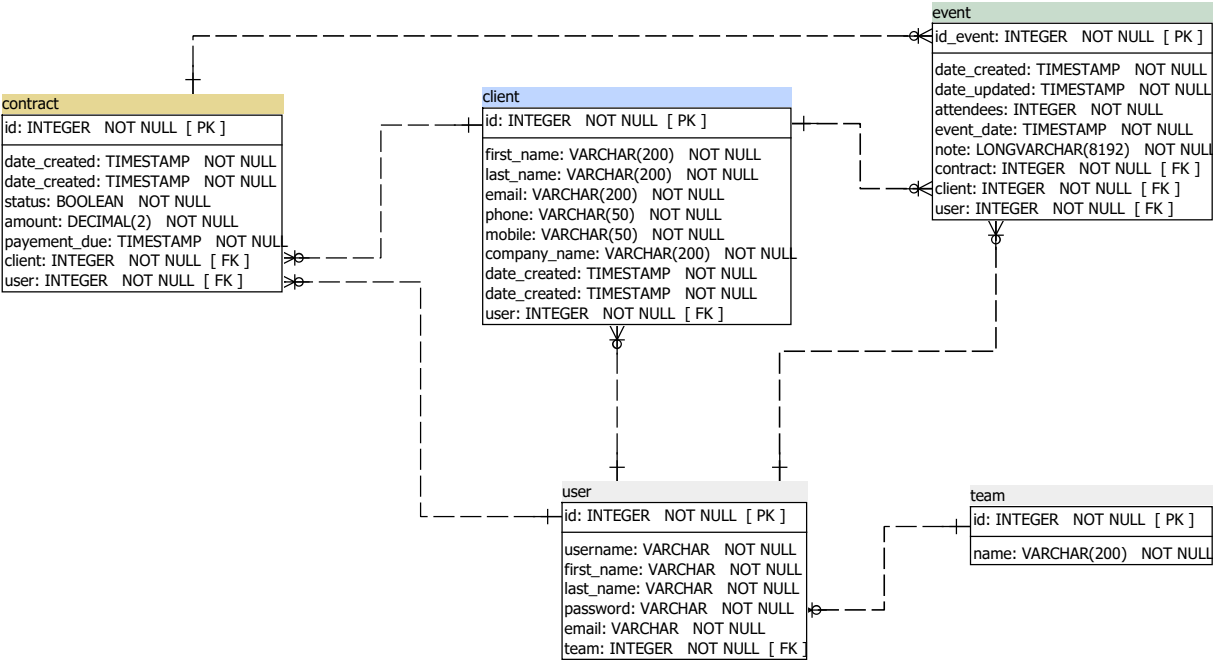 event
id_event: INTEGER NOT NULL [ PK ]
date_created: TIMESTAMP NOT NULL
date_updated: TIMESTAMP NOT NULL
attendees: INTEGER NOT NULL
event_date: TIMESTAMP NOT NULL
note: LONGVARCHAR(8192) NOT NULL
contract: INTEGER NOT NULL [ FK ]
client: INTEGER NOT NULL [ FK ]
user: INTEGER NOT NULL [ FK ]
contract
id: INTEGER NOT NULL [ PK ]
date_created: TIMESTAMP NOT NULL
date_created: TIMESTAMP NOT NULL
status: BOOLEAN NOT NULL
amount: DECIMAL(2) NOT NULL
payement_due: TIMESTAMP NOT NULL
client: INTEGER NOT NULL [ FK ]
user: INTEGER NOT NULL [ FK ]
client
id: INTEGER NOT NULL [ PK ]
first_name: VARCHAR(200) NOT NULL
last_name: VARCHAR(200) NOT NULL
email: VARCHAR(200) NOT NULL
phone: VARCHAR(50) NOT NULL
mobile: VARCHAR(50) NOT NULL
company_name: VARCHAR(200) NOT NULL
date_created: TIMESTAMP NOT NULL
date_created: TIMESTAMP NOT NULL
user: INTEGER NOT NULL [ FK ]
user
id: INTEGER NOT NULL [ PK ]
username: VARCHAR NOT NULL
first_name: VARCHAR NOT NULL
last_name: VARCHAR NOT NULL
password: VARCHAR NOT NULL
email: VARCHAR NOT NULL
team: INTEGER NOT NULL [ FK ]
team
id: INTEGER NOT NULL [ PK ]
name: VARCHAR(200) NOT NULL